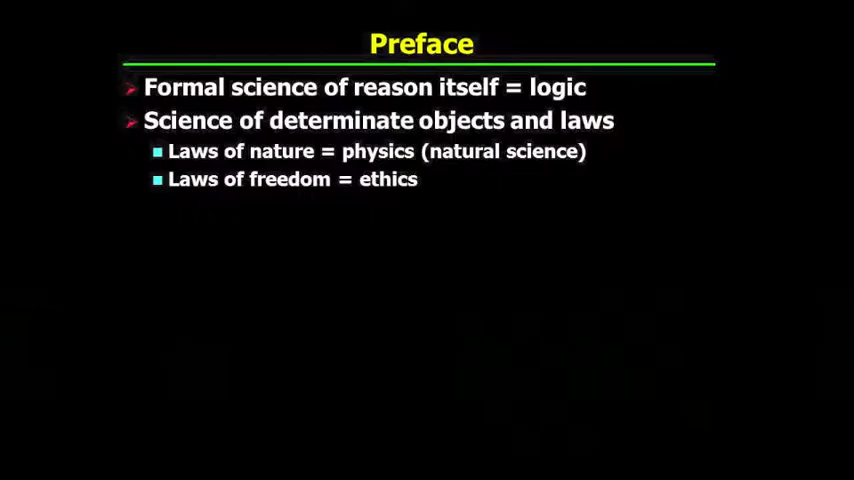 Preface
Formal science of reason itself = logic
Science of determinate objects and laws
Laws of nature = physics (natural science)
Laws of freedom = ethics